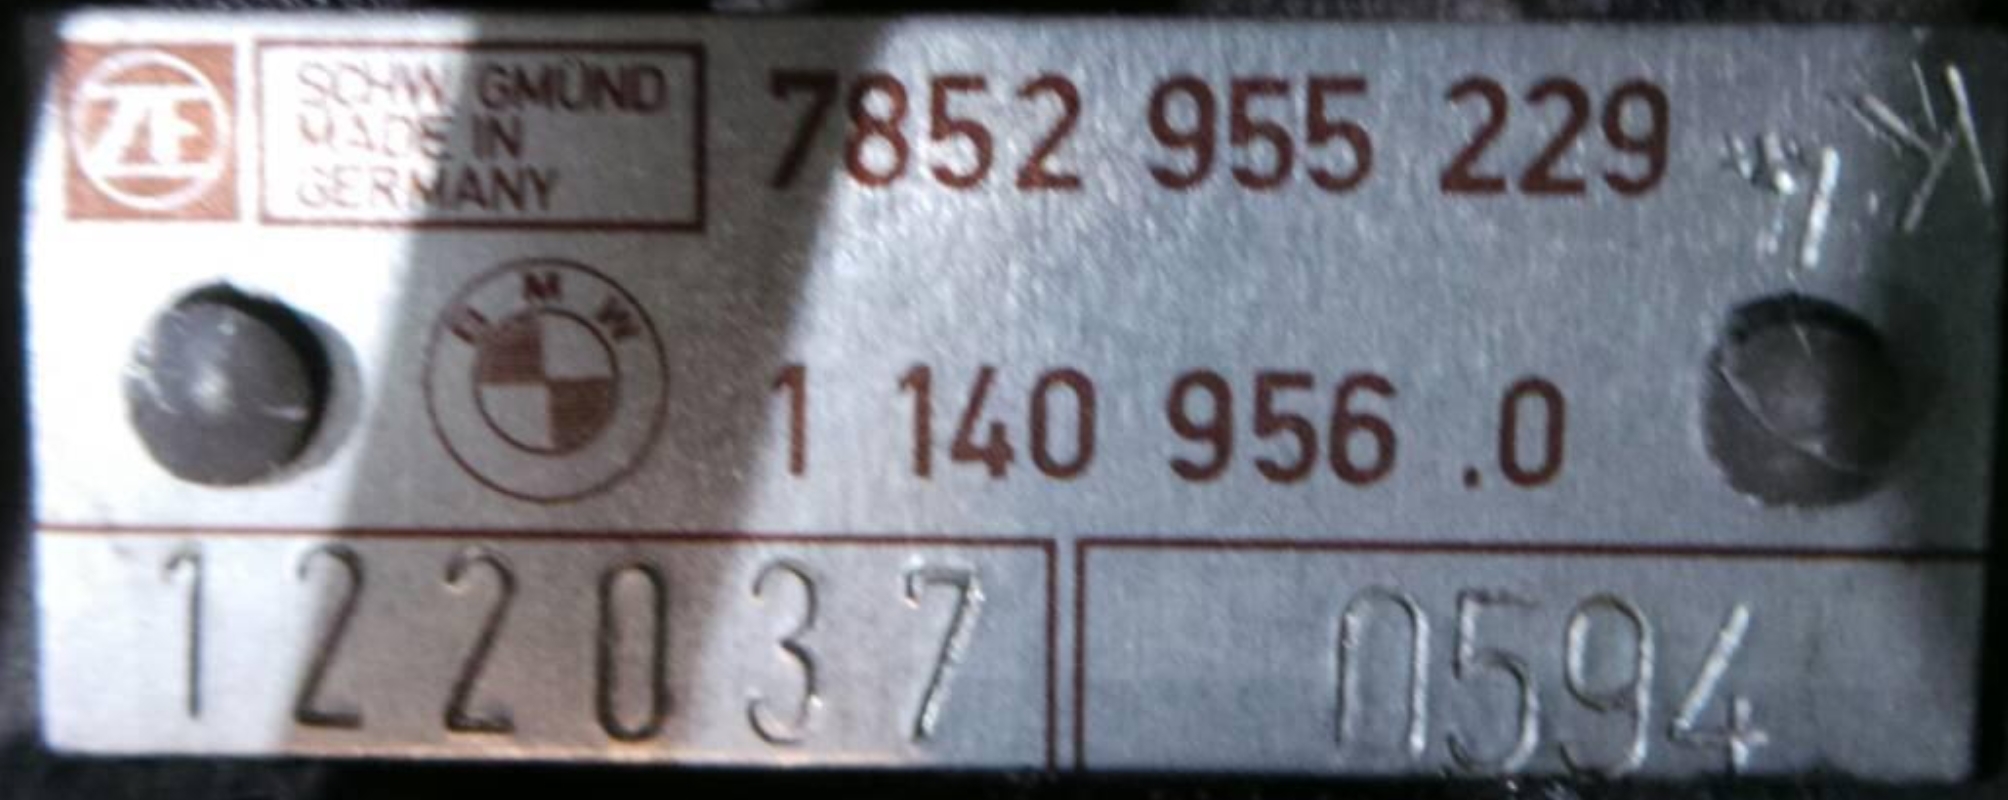 ZF
SCHW. GMÜND
MADE IN
GERMANY
7852 955 229
BMW
1 140 956 .0
122037
0594